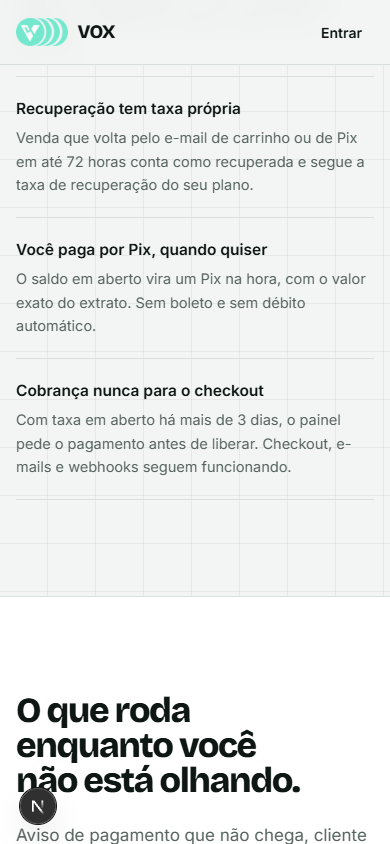 VOX
Entrar
Recuperação tem taxa própria
Venda que volta pelo e-mail de carrinho ou de Pix
em até 72 horas conta como recuperada e segue a
taxa de recuperação do seu plano.
Você paga por Pix, quando quiser
O saldo em aberto vira um Pix na hora, com o valor
exato do extrato. Sem boleto e sem débito
automático.
Cobrança nunca para o checkout
Com taxa em aberto há mais de 3 dias, o painel
pede o pagamento antes de liberar. Checkout, e-
mails e webhooks seguem funcionando.
O que roda
enquanto você
não está olhando.
N
Aviso de pagamento que não chega, cliente